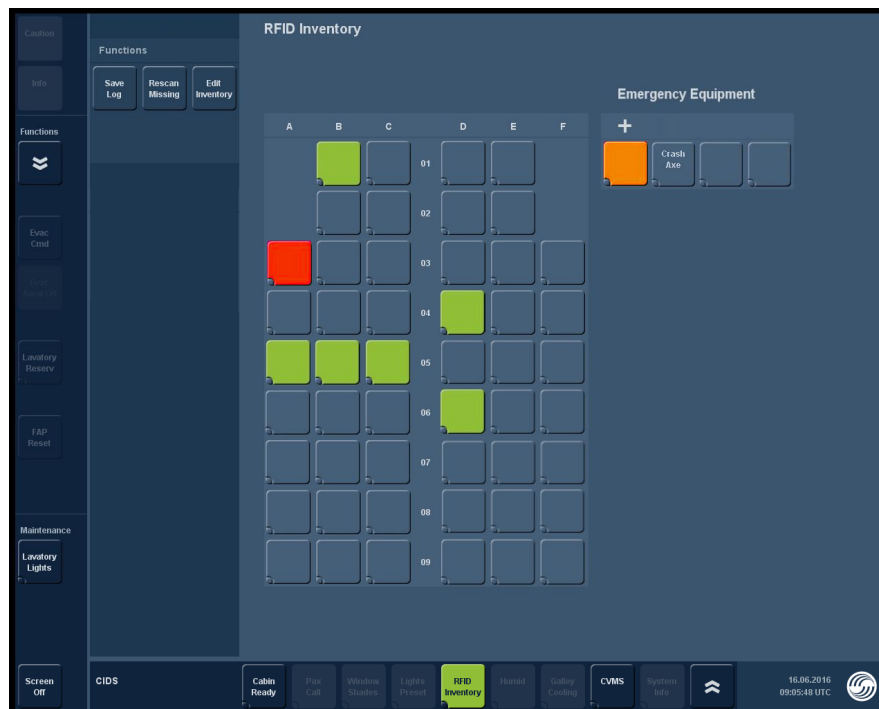 Caution
Info
Functions
Evac
Cmd
Lavatory
Reserv
FAP
Reset
Maintenance
Lavatory
Lights
Screen
Off
Functions
Save
Log
Rescan
Missing
Edit
Inventory
RFID Inventory
A B C D E F
01
02
03
04
05
06
07
08
09
Emergency Equipment
+
Crash
Axe
CIDS
Cabin
Ready
Pax
Call
Window
Shades
Lights
Preset
RFID
Inventory
Humid
Galley
Cooling
CVMS
System
Info
16.06.2016
09:05:48 UTC